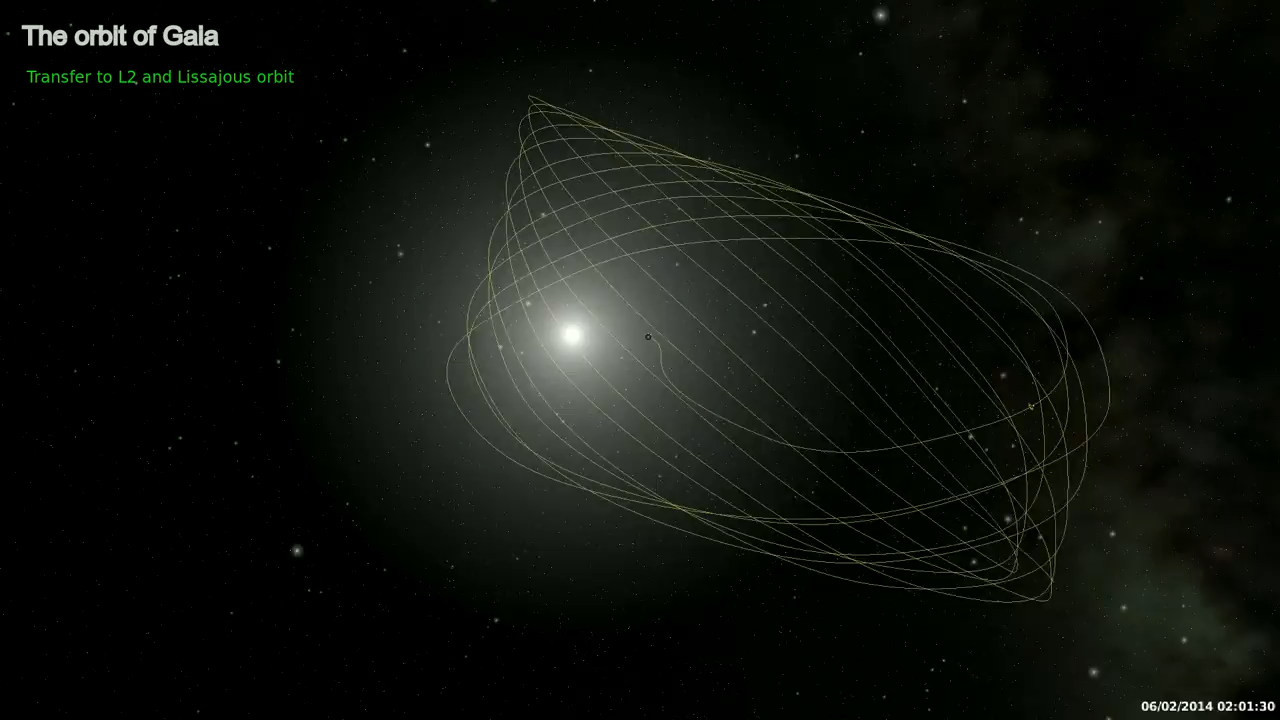 The orbit of Gaia
Transfer to L2 and Lissajous orbit
06/02/2014 02:01:30